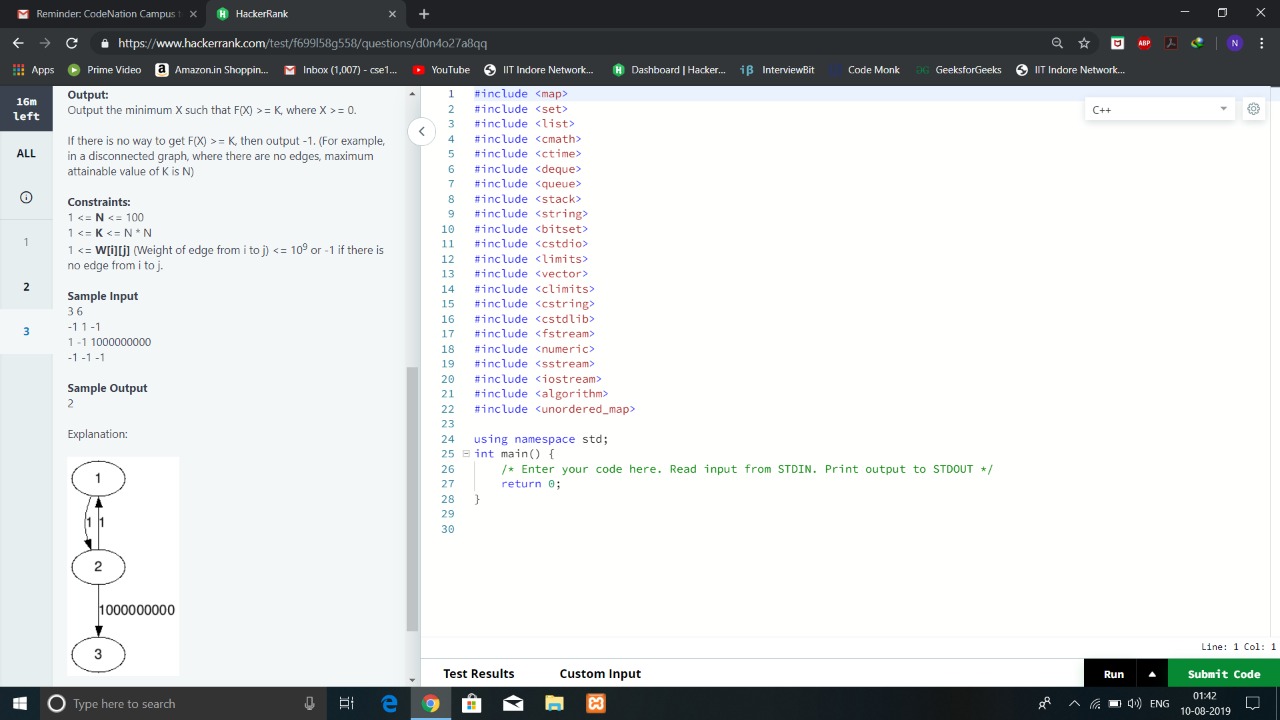 Reminder: CodeNation Campus t
HackerRank
https://www.hackerrank.com/test/f699l58g558/questions/d0n4o27a8qq
Apps
Prime Video
Amazon.in Shoppin...
Inbox (1,007) - cse1...
YouTube
IIT Indore Network...
Dashboard | Hacker...
InterviewBit
Code Monk
GeeksforGeeks
IIT Indore Network...
16m
left
ALL
1
2
3
Output:
Output the minimum X such that F(X) >= K, where X >= 0.
If there is no way to get F(X) >= K, then output -1. (For example,
in a disconnected graph, where there are no edges, maximum
attainable value of K is N)
Constraints:
1 <= N <= 100
1 <= K <= N * N
1 <= W[i][j] (Weight of edge from i to j) <= 10⁹ or -1 if there is
no edge from i to j.
Sample Input
3 6
-1 1 -1
1 -1 1000000000
-1 -1 -1
Sample Output
2
Explanation:
1
1 1
2
1000000000
3
C++
1 #include <map>
2 #include <set>
3 #include <list>
4 #include <cmath>
5 #include <ctime>
6 #include <deque>
7 #include <queue>
8 #include <stack>
9 #include <string>
10 #include <bitset>
11 #include <cstdio>
12 #include <limits>
13 #include <vector>
14 #include <climits>
15 #include <cstring>
16 #include <cstdlib>
17 #include <fstream>
18 #include <numeric>
19 #include <sstream>
20 #include <iostream>
21 #include <algorithm>
22 #include <unordered_map>
23
24 using namespace std;
25 int main() {
26 /* Enter your code here. Read input from STDIN. Print output to STDOUT */
27 return 0;
28 }
29
30
Line: 1 Col: 1
Test Results
Custom Input
Run
Submit Code
Type here to search
ENG
01:42
10-08-2019
ABP
N